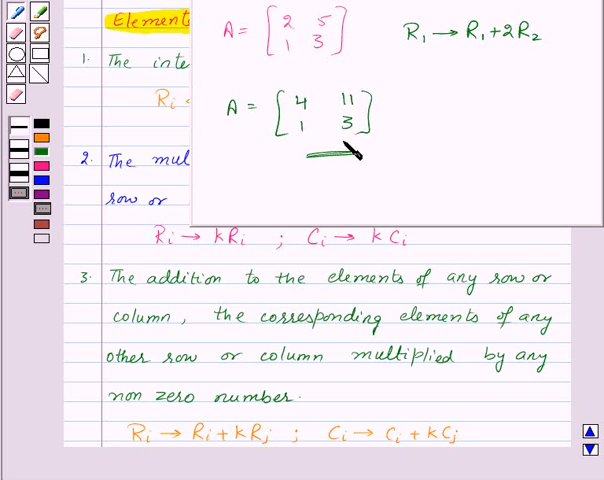 Elements
A = [ 2 5
1 3 ]
R₁ → R₁ + 2R₂
1. The inte
Ri
A = [ 4 11
1 3 ]
2. The mul
row or
Ri → kRi ; Ci → kCi
3. The addition to the elements of any row or
column, the corresponding elements of any
other row or column multiplied by any
non zero number.
Ri → Ri + kRj ; Ci → Ci + kCj